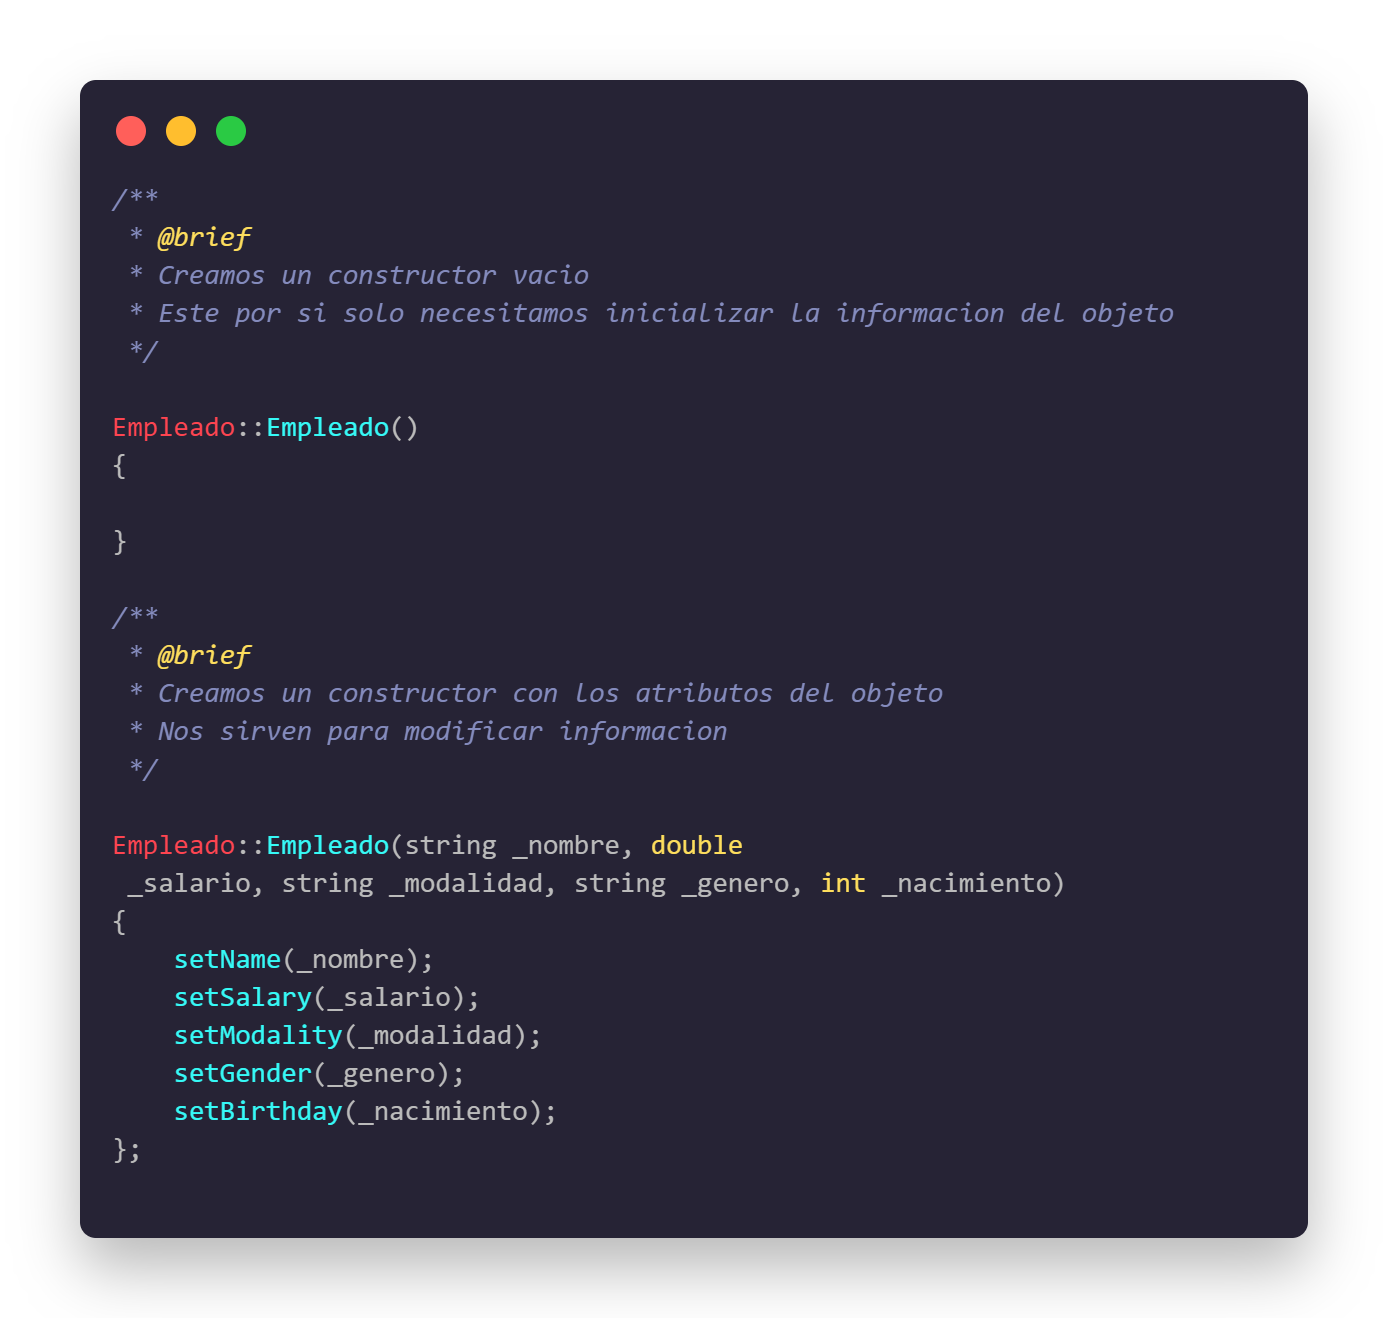 /**
 * @brief
 * Creamos un constructor vacio
 * Este por si solo necesitamos inicializar la informacion del objeto
 */
Empleado::Empleado()
{
}
/**
 * @brief
 * Creamos un constructor con los atributos del objeto
 * Nos sirven para modificar informacion
 */
Empleado::Empleado(string _nombre, double
 _salario, string _modalidad, string _genero, int _nacimiento)
{
    setName(_nombre);
    setSalary(_salario);
    setModality(_modalidad);
    setGender(_genero);
    setBirthday(_nacimiento);
};